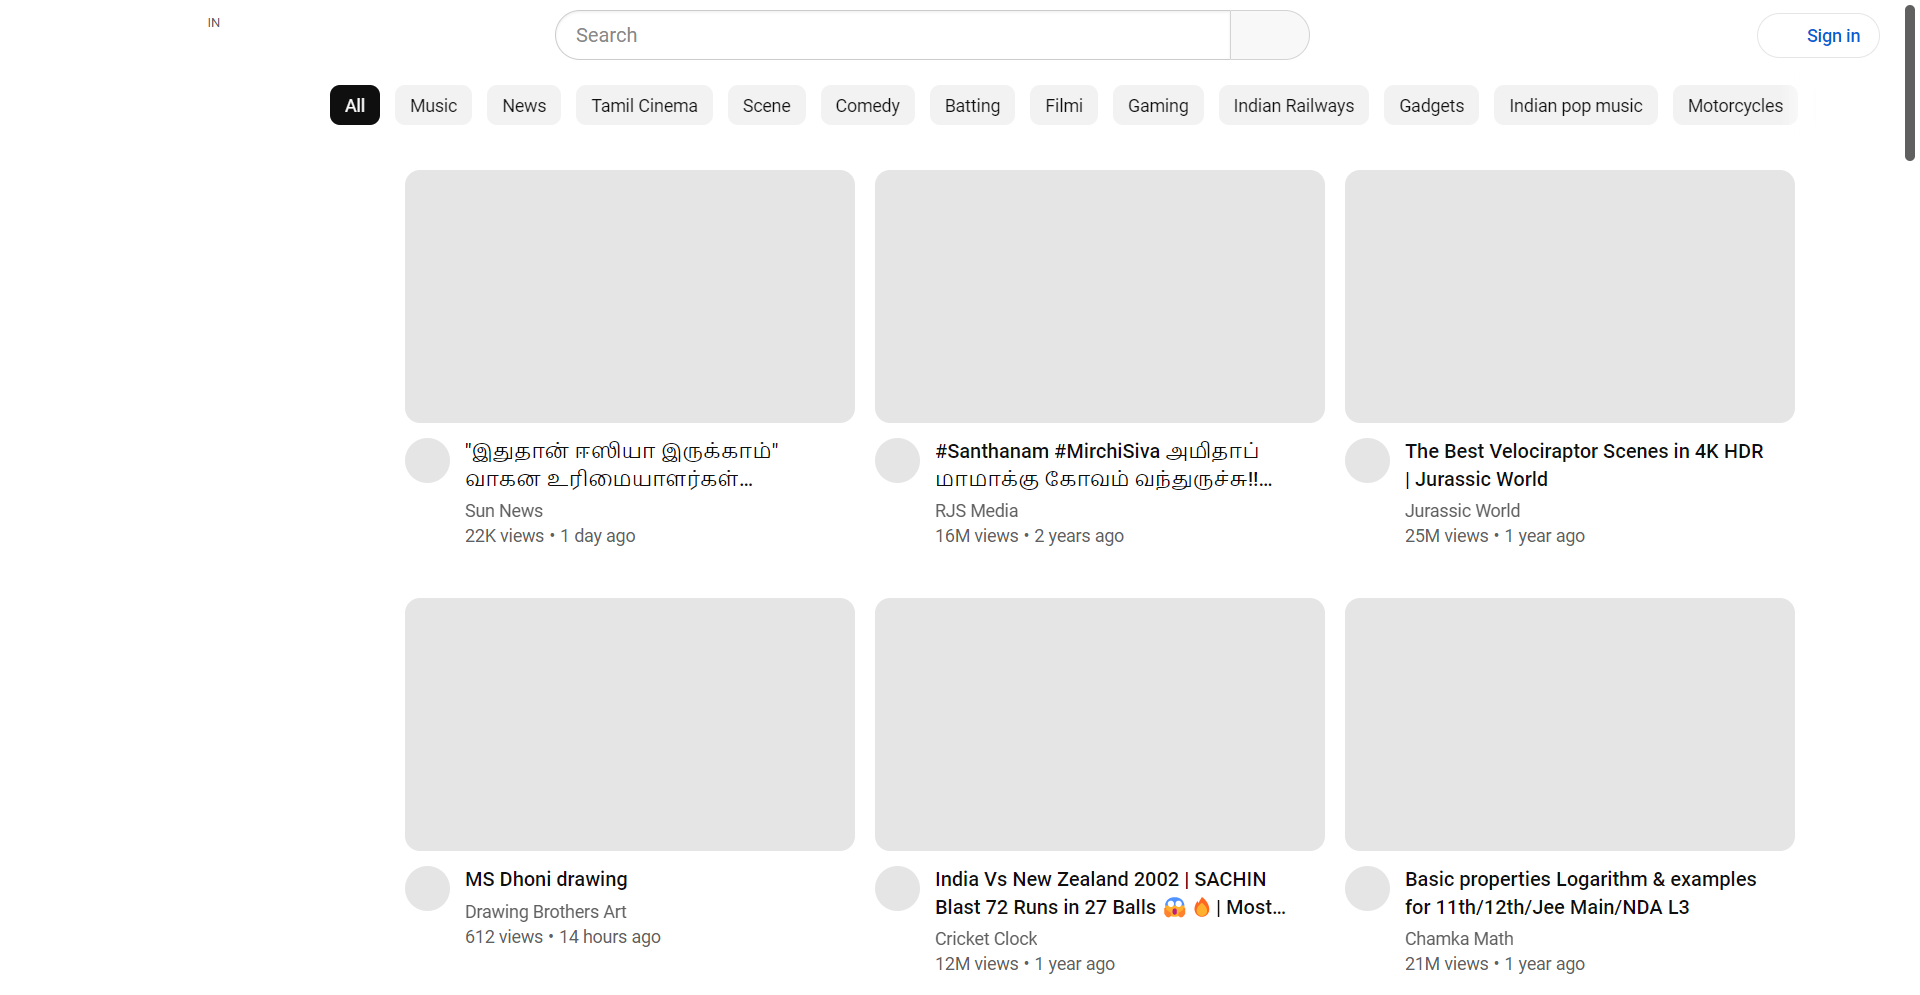 IN
Search
Sign in
All
Music
News
Tamil Cinema
Scene
Comedy
Batting
Filmi
Gaming
Indian Railways
Gadgets
Indian pop music
Motorcycles
"இதுதான் ஈஸியா இருக்காம்"
வாகன உரிமையாளர்கள்...
Sun News
22K views • 1 day ago
#Santhanam #MirchiSiva அமிதாப்
மாமாக்கு கோவம் வந்துருச்சு!!...
RJS Media
16M views • 2 years ago
The Best Velociraptor Scenes in 4K HDR
| Jurassic World
Jurassic World
25M views • 1 year ago
MS Dhoni drawing
Drawing Brothers Art
612 views • 14 hours ago
India Vs New Zealand 2002 | SACHIN
Blast 72 Runs in 27 Balls 😱🔥 | Most...
Cricket Clock
12M views • 1 year ago
Basic properties Logarithm & examples
for 11th/12th/Jee Main/NDA L3
Chamka Math
21M views • 1 year ago